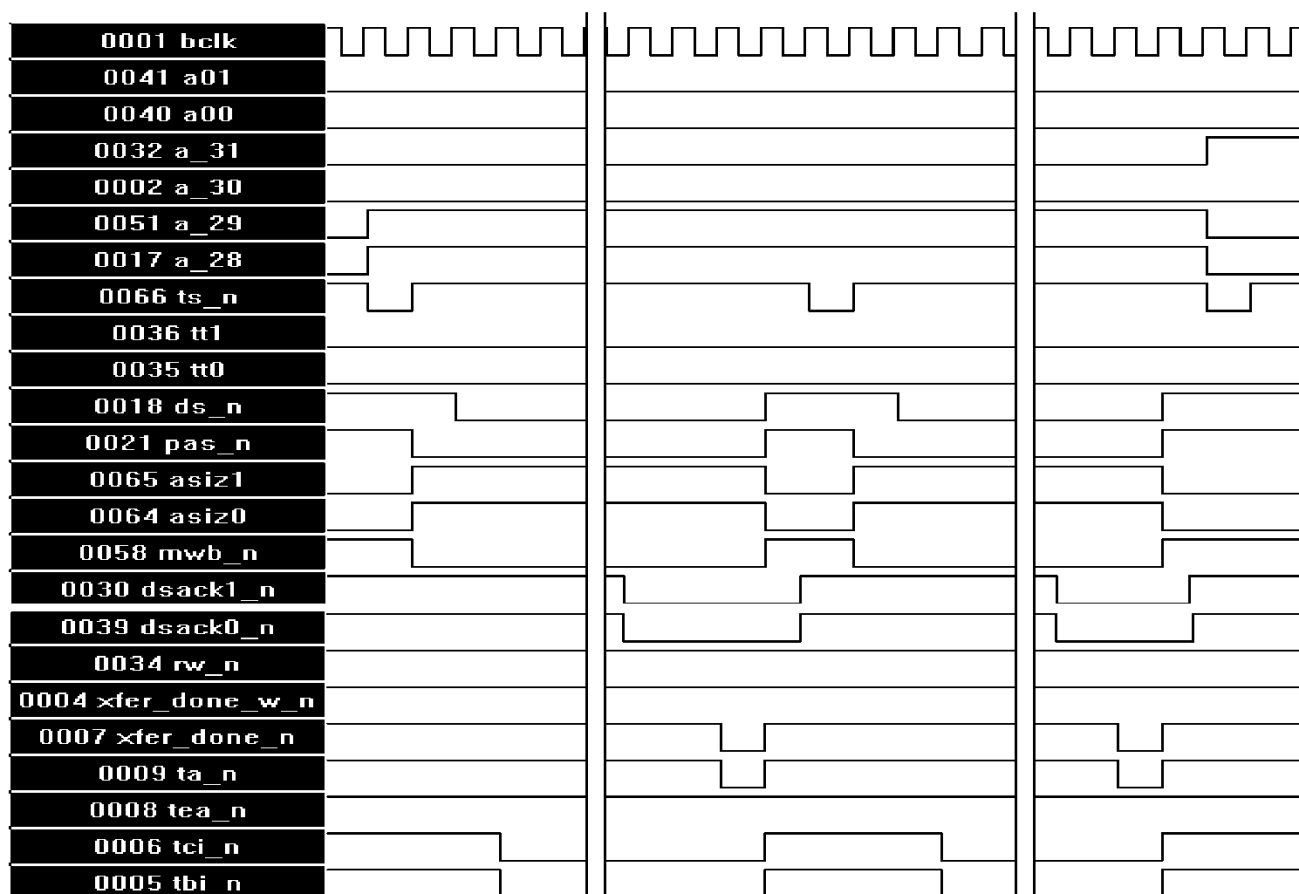 0001 bclk
0041 a01
0040 a00
0032 a_31
0002 a_30
0051 a_29
0017 a_28
0066 ts_n
0036 tt1
0035 tt0
0018 ds_n
0021 pas_n
0065 asiz1
0064 asiz0
0058 mwb_n
0030 dsack1_n
0039 dsack0_n
0034 rw_n
0004 xfer_done_w_n
0007 xfer_done_n
0009 ta_n
0008 tea_n
0006 tci_n
0005 tbi_n